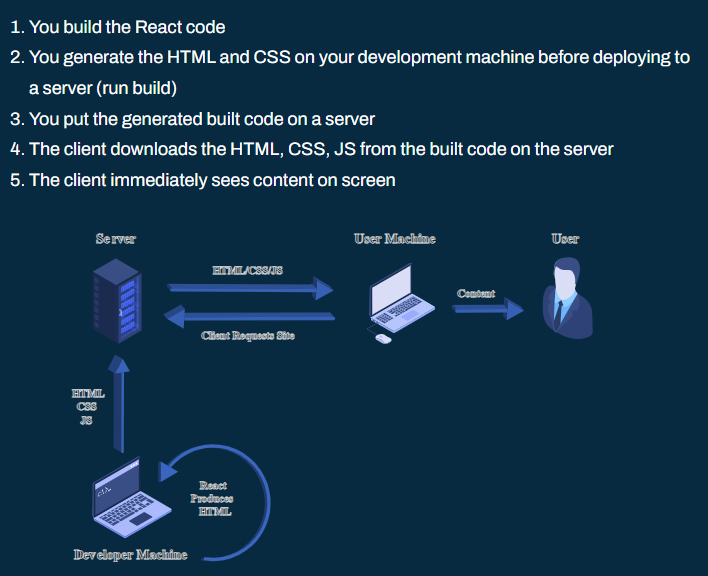 1. You build the React code
2. You generate the HTML and CSS on your development machine before deploying to
a server (run build)
3. You put the generated built code on a server
4. The client downloads the HTML, CSS, JS from the built code on the server
5. The client immediately sees content on screen
Server
User Machine
User
HTML/CSS/JS
Content
Client Requests Site
HTML
CSS
JS
React
Produces
HTML
Developer Machine